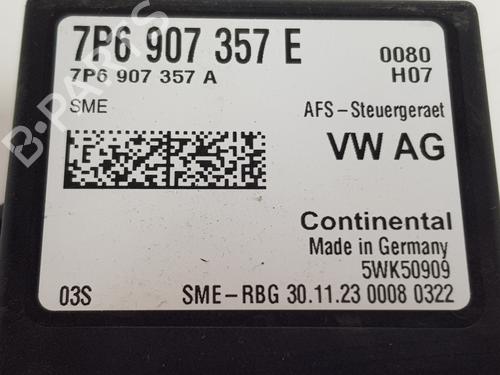 7P6 907 357 E
0080
7P6 907 357 A
H07
SME
AFS-Steuergeraet
VW AG
Continental
Made in Germany
5WK50909
03S
SME-RBG 30.11.23 0008 0322
B-PARTS